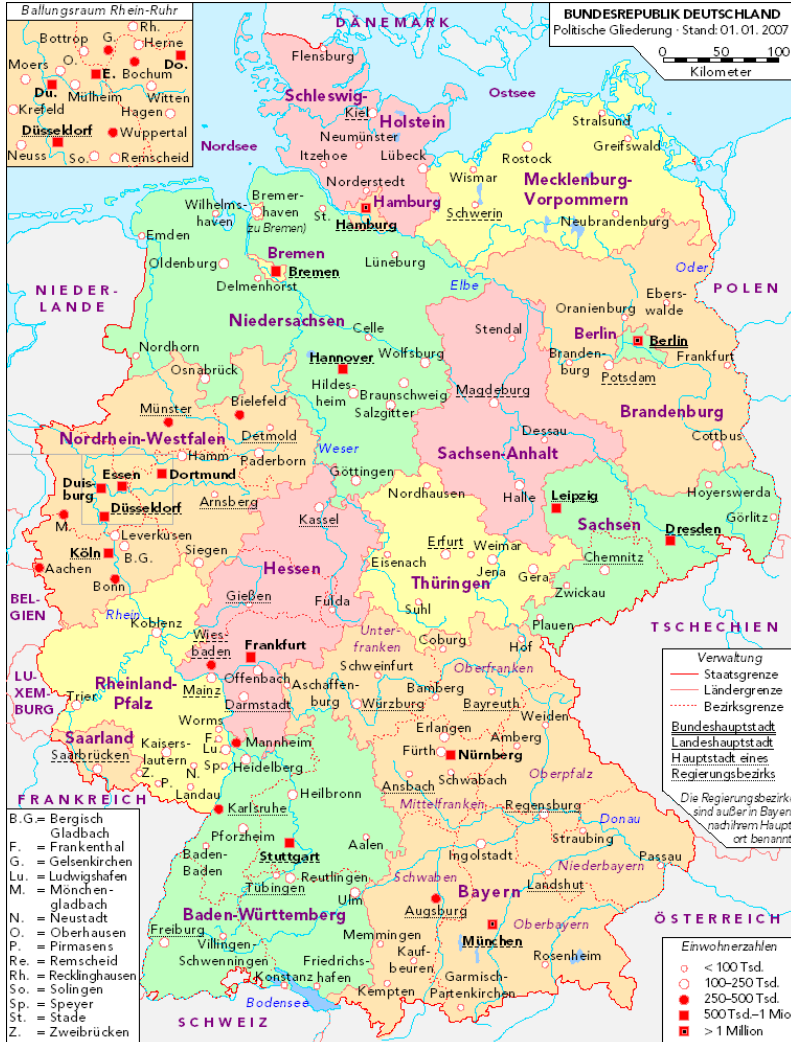 Ballungsraum Rhein-Ruhr
Rh.
Bottrop
G.
Herne
Do.
Moers
O.
E.
Bochum
Du.
Mülheim
Witten
Krefeld
Hagen
Düsseldorf
Wuppertal
Neuss
So.
Remscheid
DÄNEMARK
BUNDESREPUBLIK DEUTSCHLAND
Politische Gliederung · Stand: 01. 01. 2007
0
100
Kilometer
Flensburg
Ostsee
Schleswig-
Holstein
Kiel
Neumünster
Itzehoe
Lübeck
Norderstedt
Nordsee
Stralsund
Greifswald
Rostock
Wismar
Mecklenburg-
Vorpommern
Schwerin
Neubrandenburg
Hamburg
Hamburg
Bremer-
haven
(zu Bremen)
Wilhelms-
haven
St.
Emden
Bremen
Oldenburg
Bremen
Lüneburg
Delmenhorst
Elbe
Oder
NIEDER-
LANDE
POLEN
Niedersachsen
Oranienburg
Ebers-
walde
Berlin
Berlin
Stendal
Celle
Nordhorn
Hannover
Wolfsburg
Branden-
burg
Potsdam
Frankfurt
Osnabrück
Hildes-
heim
Braunschweig
Salzgitter
Magdeburg
Brandenburg
Münster
Bielefeld
Detmold
Nordrhein-Westfalen
Weser
Dessau
Sachsen-Anhalt
Cottbus
Hamm
Paderborn
Duis-
burg
Essen
Dortmund
Göttingen
Nordhausen
Halle
Leipzig
Hoyerswerda
Görlitz
M.
Düsseldorf
Arnsberg
Kassel
Sachsen
Dresden
Leverkusen
B.G.
Köln
Siegen
Hessen
Erfurt
Weimar
Eisenach
Jena
Gera
Chemnitz
Thüringen
Aachen
Bonn
Zwickau
Gießen
Fulda
Suhl
Plauen
BEL-
GIEN
Rhein
Koblenz
Wies-
baden
Frankfurt
Unter-
franken
Coburg
Hof
TSCHECHIEN
Schweinfurt
Oberfranken
LU-
XEM-
BURG
Rheinland-
Pfalz
Mainz
Offenbach
Aschaffen-
burg
Bamberg
Bayreuth
Würzburg
Trier
Darmstadt
Weiden
Worms
Erlangen
Saarland
F.
Lu.
Mannheim
Fürth
Nürnberg
Amberg
Saarbrücken
Kaisers-
lautern
Sp.
Heidelberg
Schwabach
Oberpfalz
Z.
P.
N.
Landau
Heilbronn
Ansbach
Mittelfranken
FRANKREICH
Karlsruhe
Regensburg
Donau
Pforzheim
Aalen
Straubing
Baden-
Baden
Stuttgart
Ingolstadt
Passau
Niederbayern
Schwaben
Bayern
Landshut
Tübingen
Reutlingen
Ulm
Augsburg
Baden-Württemberg
Oberbayern
München
ÖSTERREICH
Freiburg
Villingen-
Schwenningen
Memmingen
Kauf-
beuren
Rosenheim
Konstanz
Friedrichs-
hafen
Garmisch-
Partenkirchen
Kempten
Bodensee
SCHWEIZ
Verwaltung
Staatsgrenze
Ländergrenze
Bezirksgrenze
Bundeshauptstadt
Landeshauptstadt
Hauptstadt eines
Regierungsbezirks
Die Regierungsbezirke
sind außer in Bayern
nach ihrem Haupt-
ort benannt
Einwohnerzahlen
< 100 Tsd.
100–250 Tsd.
250–500 Tsd.
500 Tsd.–1 Mio
> 1 Million
B.G.= Bergisch
Gladbach
F. = Frankenthal
G. = Gelsenkirchen
Lu. = Ludwigshafen
M. = Mönchen-
gladbach
N. = Neustadt
O. = Oberhausen
P. = Pirmasens
Re. = Remscheid
Rh. = Recklinghausen
So. = Solingen
Sp. = Speyer
St. = Stade
Z. = Zweibrücken